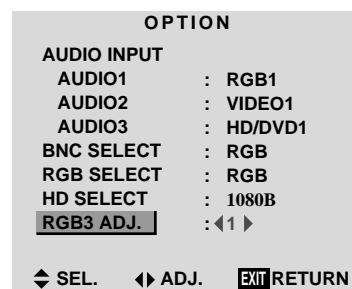 OPTION
AUDIO INPUT
AUDIO1 : RGB1
AUDIO2 : VIDEO1
AUDIO3 : HD/DVD1
BNC SELECT : RGB
RGB SELECT : RGB
HD SELECT : 1080B
RGB3 ADJ. : ◀1▶
▲▼ SEL. ◀▶ ADJ. EXIT RETURN